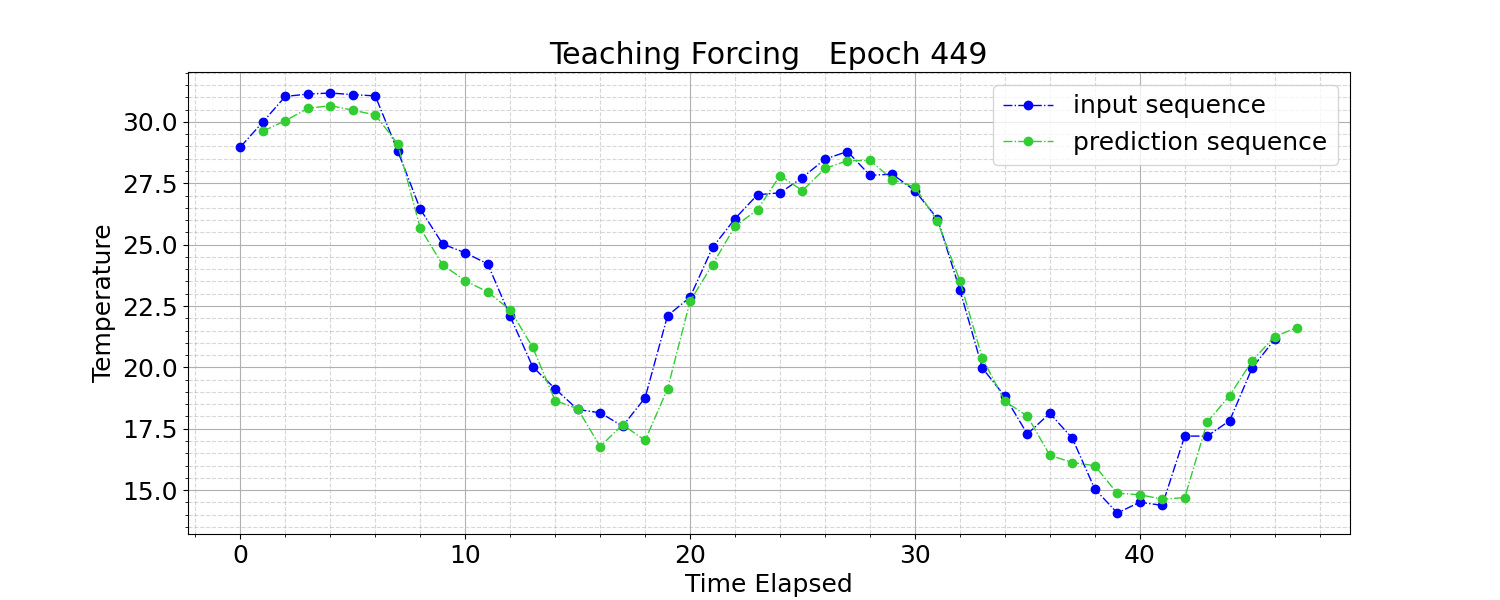 Teaching Forcing   Epoch 449
input sequence
prediction sequence
Temperature
30.0
27.5
25.0
22.5
20.0
17.5
15.0
0 10 20 30 40
Time Elapsed